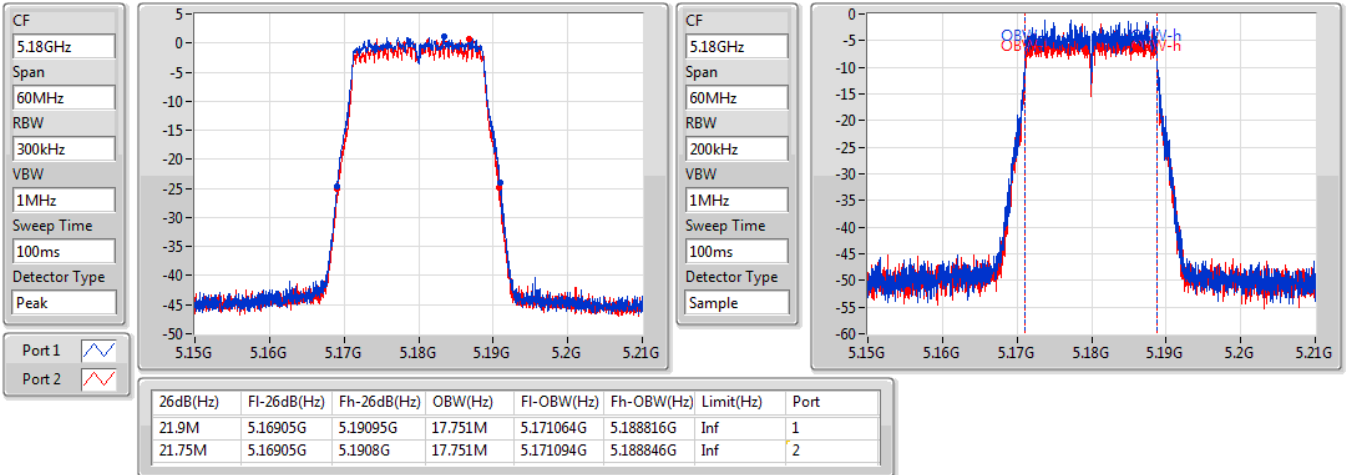 CF
5.18GHz
Span
60MHz
RBW
300kHz
VBW
1MHz
Sweep Time
100ms
Detector Type
Peak
Port 1
Port 2
5
0
-5
-10
-15
-20
-25
-30
-35
-40
-45
-50
5.15G 5.16G 5.17G 5.18G 5.19G 5.2G 5.21G
CF
5.18GHz
Span
60MHz
RBW
200kHz
VBW
1MHz
Sweep Time
100ms
Detector Type
Sample
0
-5
-10
-15
-20
-25
-30
-35
-40
-45
-50
-55
-60
5.15G 5.16G 5.17G 5.18G 5.19G 5.2G 5.21G
26dB(Hz) Fl-26dB(Hz) Fh-26dB(Hz) OBW(Hz) Fl-OBW(Hz) Fh-OBW(Hz) Limit(Hz) Port
21.9M 5.16905G 5.19095G 17.751M 5.171064G 5.188816G Inf 1
21.75M 5.16905G 5.1908G 17.751M 5.171094G 5.188846G Inf 2